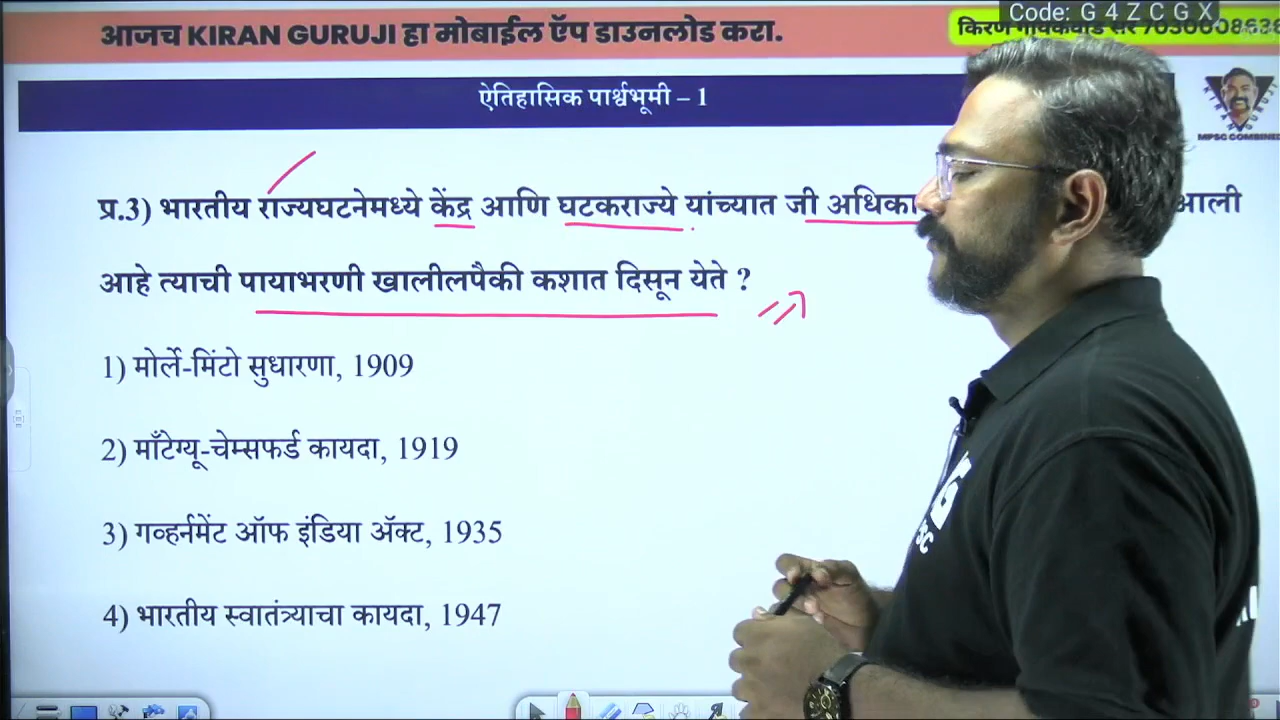 Code: G 4 Z C G X
आजच KIRAN GURUJI हा मोबाईल ऍप डाउनलोड करा.
ऐतिहासिक पार्श्वभूमी – 1
MPSC COMBINED
प्र.3) भारतीय राज्यघटनेमध्ये केंद्र आणि घटकराज्ये यांच्यात जी आली
आहे त्याची पायाभरणी खालीलपैकी कशात दिसून येते ?
1) मोर्ले-मिंटो सुधारणा, 1909
2) माँटेग्यू-चेम्सफर्ड कायदा, 1919
3) गव्हर्नमेंट ऑफ इंडिया ॲक्ट, 1935
4) भारतीय स्वातंत्र्याचा कायदा, 1947